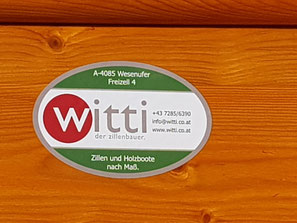 A-4085 Wesenufer
Freizell 4
witti
der zillenbauer.
+43 7285/6390
info@witti.co.at
www.witti.co.at
Zillen und Holzboote
nach Maß.